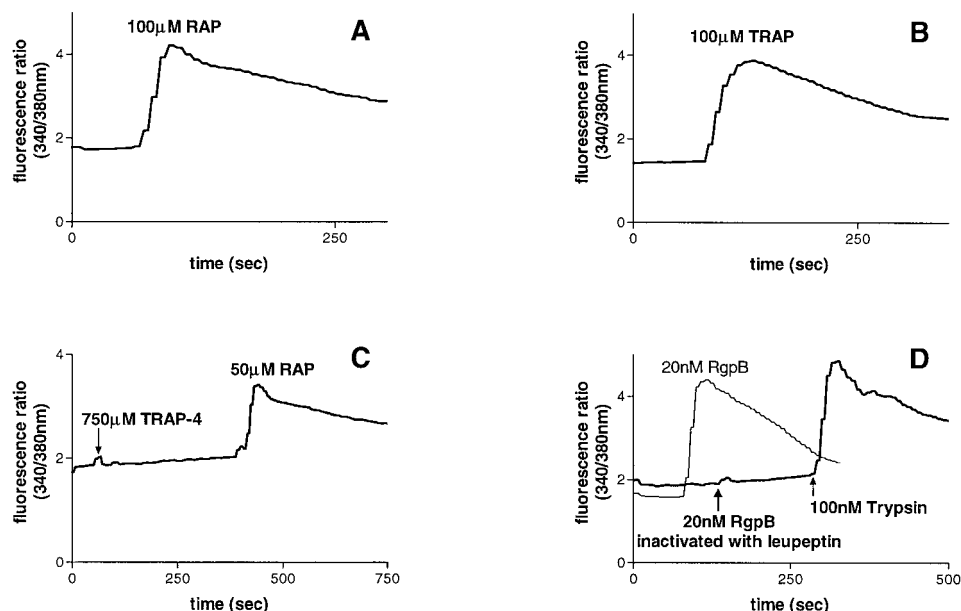 A
100μM RAP
fluorescence ratio
(340/380nm)
4
2
0
0
250
time (sec)
B
100μM TRAP
fluorescence ratio
(340/380nm)
4
2
0
0
250
time (sec)
C
50μM RAP
750μM TRAP-4
fluorescence ratio
(340/380nm)
4
2
0
0
250
500
750
time (sec)
D
20nM RgpB
100nM Trypsin
20nM RgpB
inactivated with leupeptin
fluorescence ratio
(340/380nm)
4
2
0
0
250
500
time (sec)